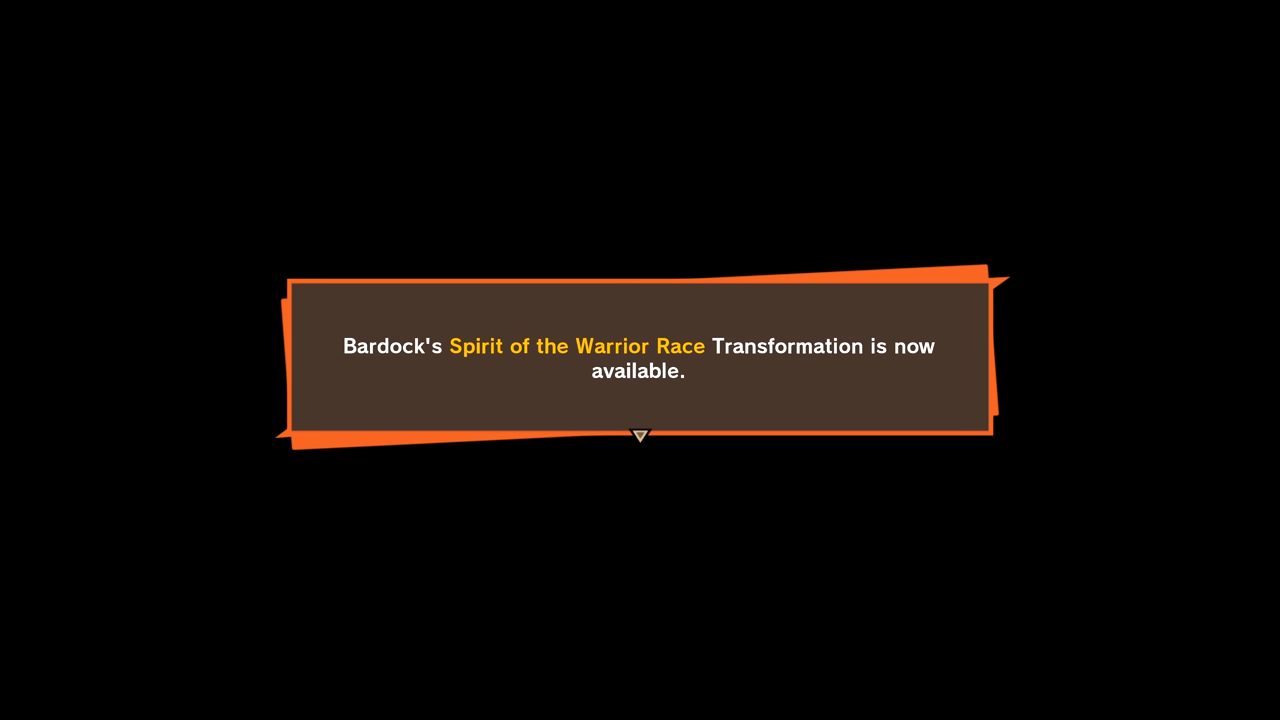 Bardock's Spirit of the Warrior Race Transformation is now
available.